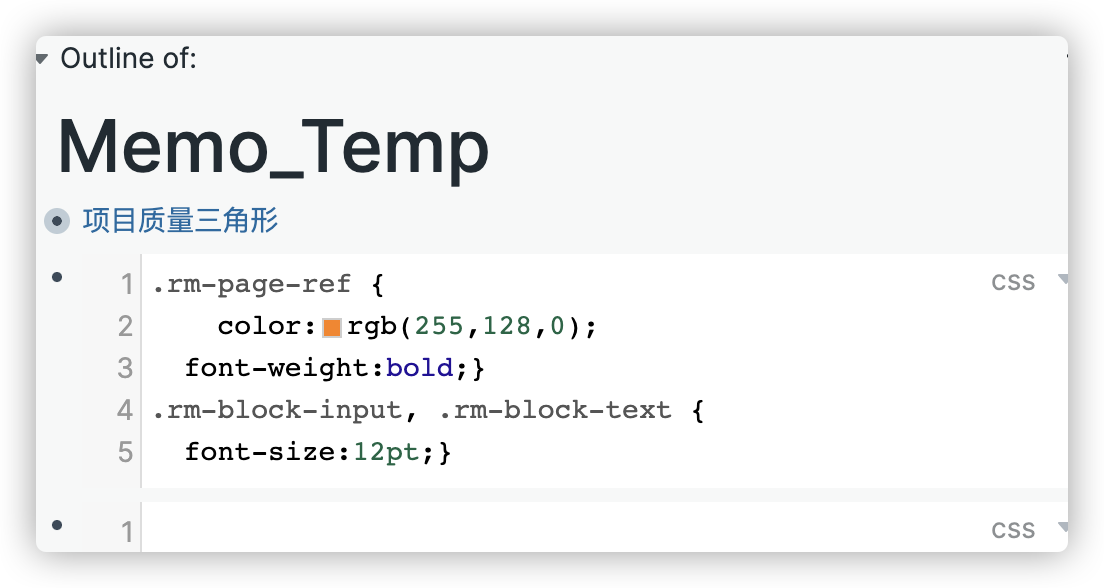 Outline of:
Memo_Temp
项目质量三角形
1 .rm-page-ref { CSS
2 color:rgb(255,128,0);
3 font-weight:bold;}
4 .rm-block-input, .rm-block-text {
5 font-size:12pt;}
1 CSS